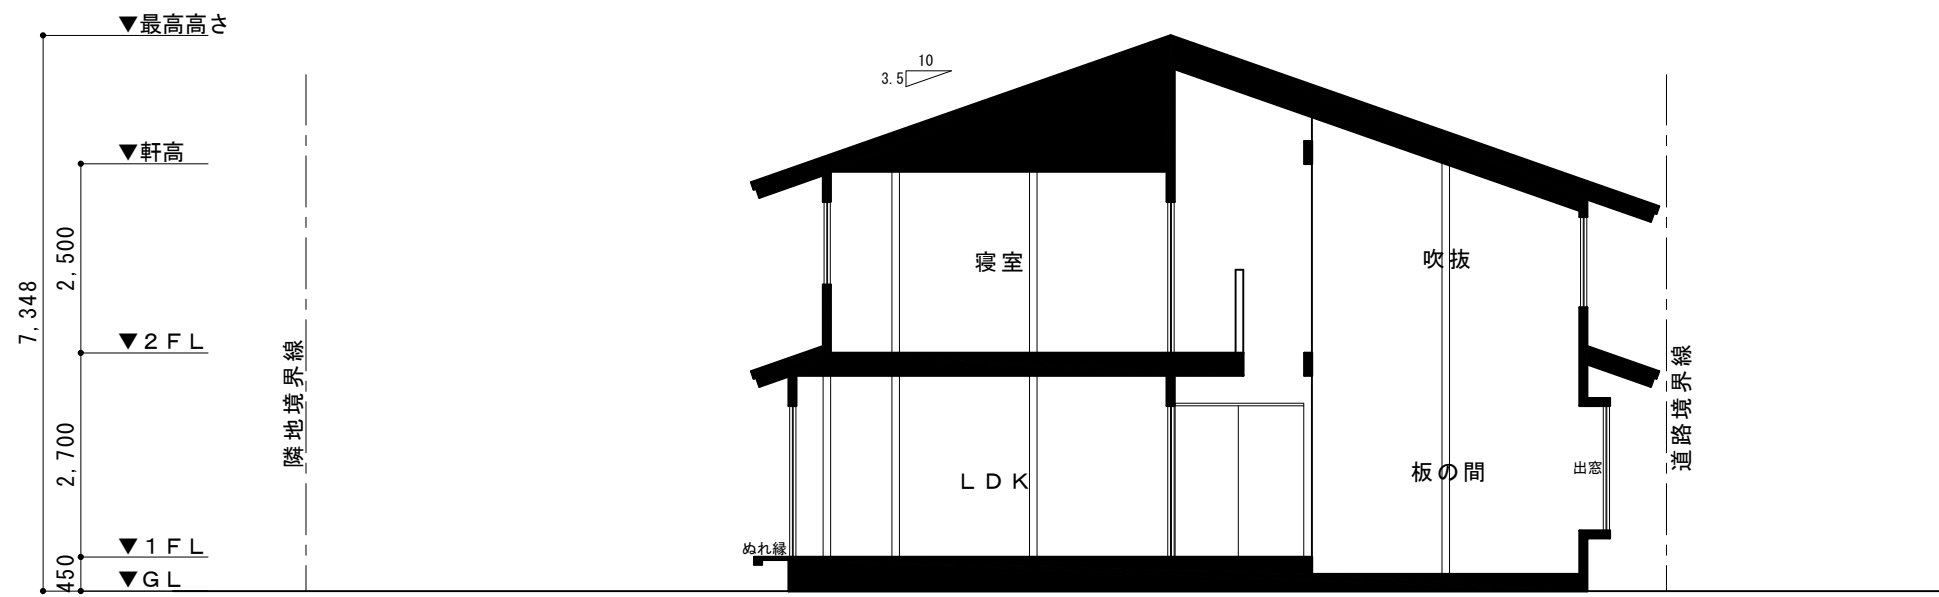 ▼最高高さ
10
3.5
▼軒高
2,500
7,348
寝室
吹抜
▼2FL
隣地境界線
道路境界線
2,700
LDK
板の間
出窓
▼1FL
ぬれ縁
450
▼GL